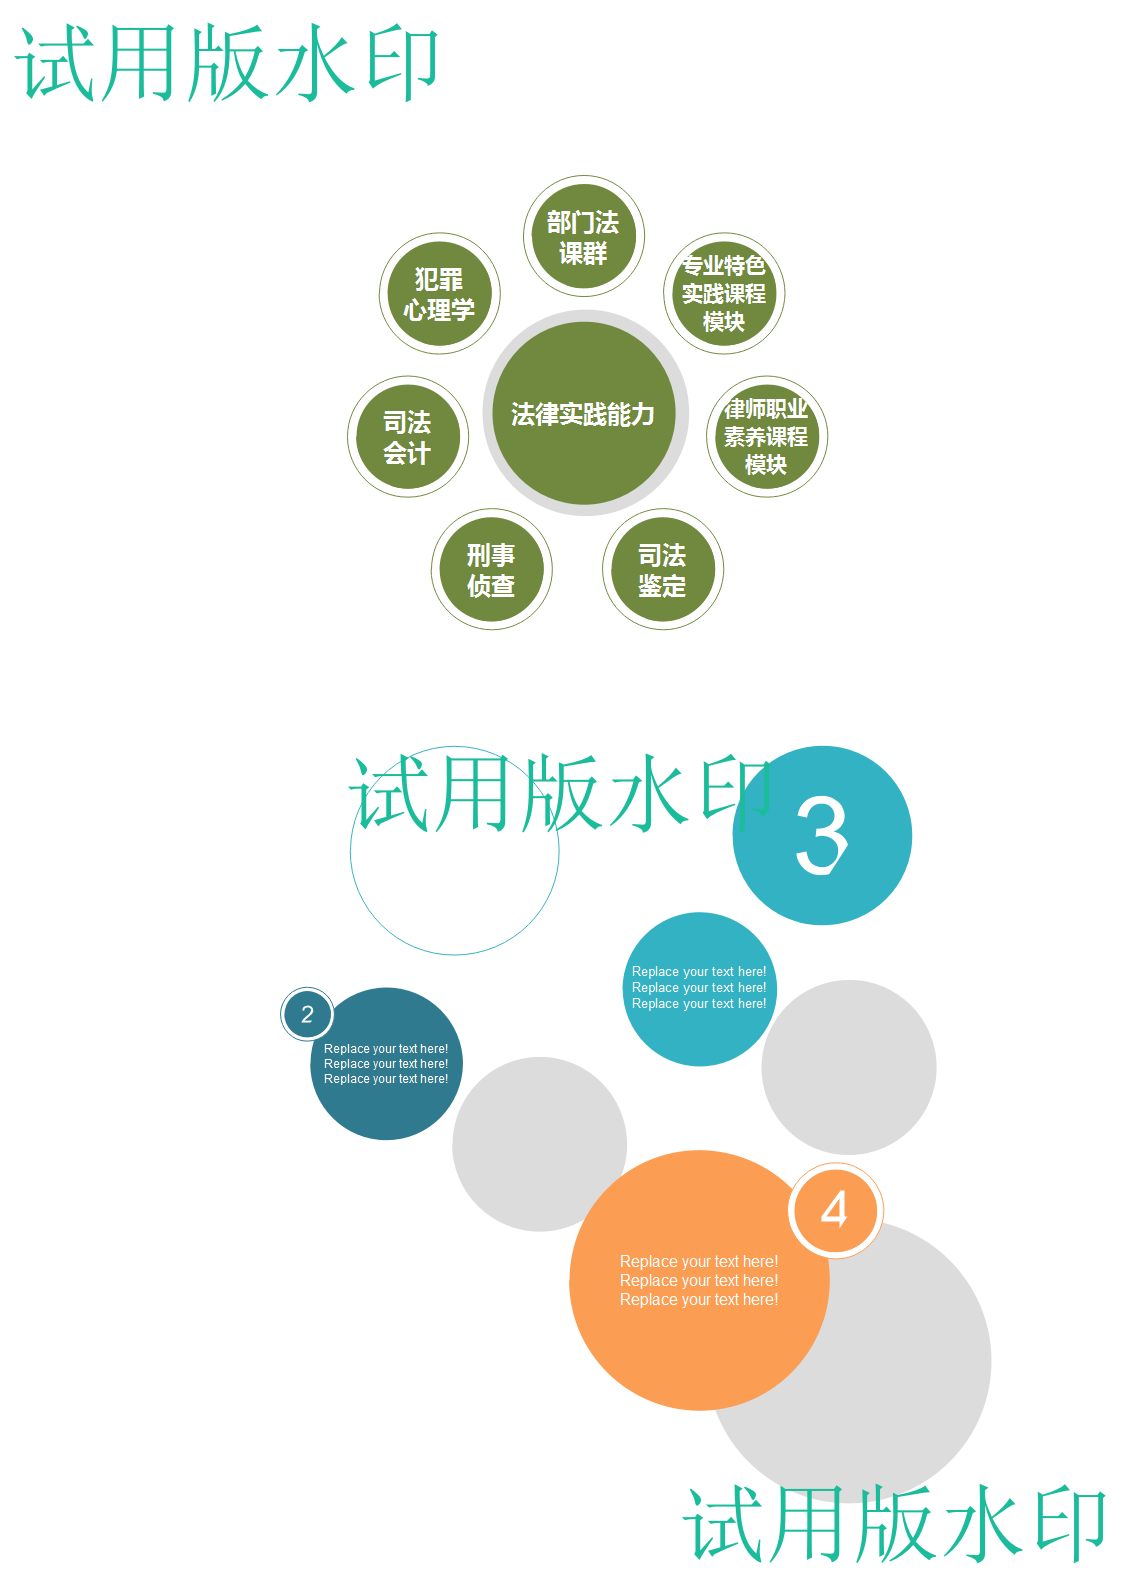 试用版水印
部门法
课群
犯罪
心理学
专业特色
实践课程
模块
司法
会计
法律实践能力
律师职业
素养课程
模块
刑事
侦查
司法
鉴定
试用版水印
3
Replace your text here!
Replace your text here!
Replace your text here!
2
Replace your text here!
Replace your text here!
Replace your text here!
4
Replace your text here!
Replace your text here!
Replace your text here!
试用版水印